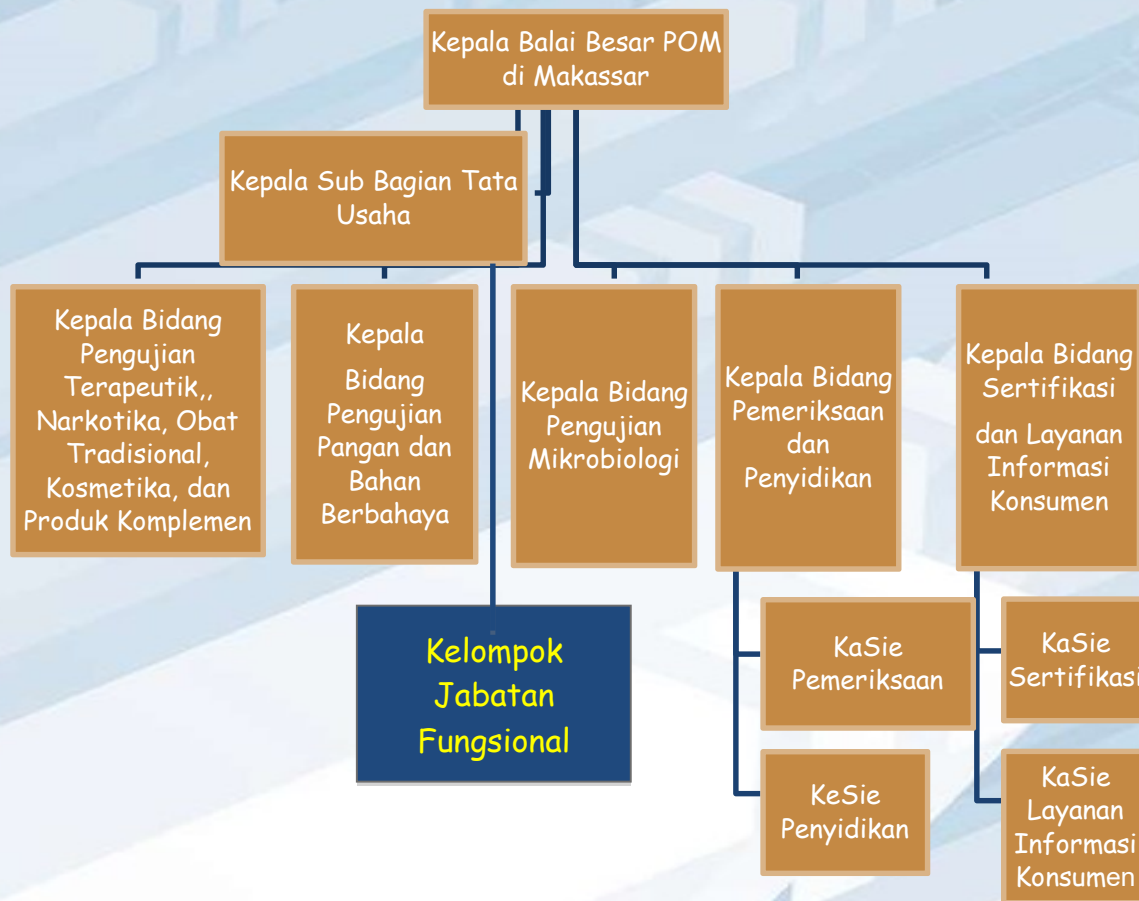 Kepala Balai Besar POM
di Makassar
Kepala Sub Bagian Tata
Usaha
Kepala Bidang
Pengujian
Terapeutik,,
Narkotika, Obat
Tradisional,
Kosmetika, dan
Produk Komplemen
Kepala
Bidang
Pengujian
Pangan dan
Bahan
Berbahaya
Kepala Bidang
Pengujian
Mikrobiologi
Kepala Bidang
Pemeriksaan
dan
Penyidikan
Kepala Bidang
Sertifikasi
dan Layanan
Informasi
Konsumen
Kelompok
Jabatan
Fungsional
KaSie
Pemeriksaan
KeSie
Penyidikan
KaSie
Sertifikasi
KaSie
Layanan
Informasi
Konsumen